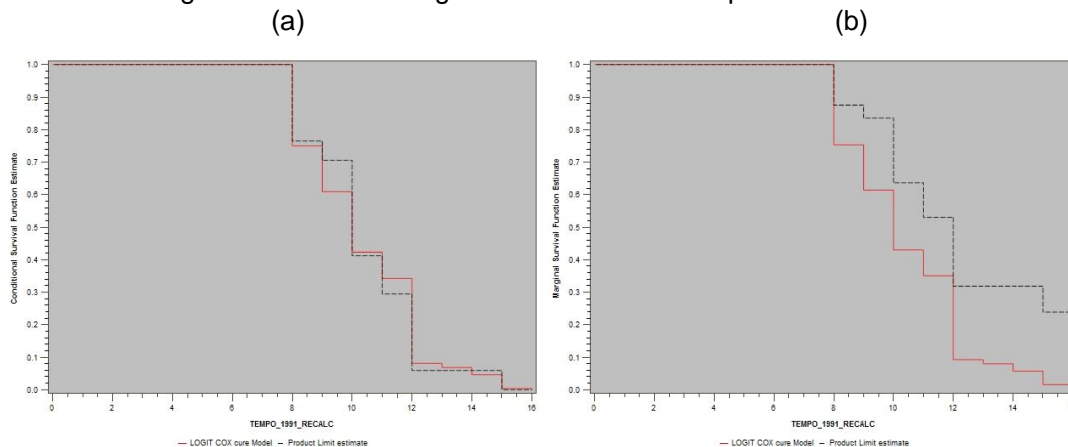 (a)
(b)
1.0
0.9
0.8
0.7
0.6
0.5
0.4
0.3
0.2
0.1
0.0
Conditional Survival Function Estimate
0 2 4 6 8 10 12 14 16
TEMPO_1991_RECALC
LOGIT COX cure Model Product Limit estimate
1.0
0.9
0.8
0.7
0.6
0.5
0.4
0.3
0.2
0.1
0.0
Marginal Survival Function Estimate
0 2 4 6 8 10 12 14
TEMPO_1991_RECALC
LOGIT COX cure Model Product Limit estimate